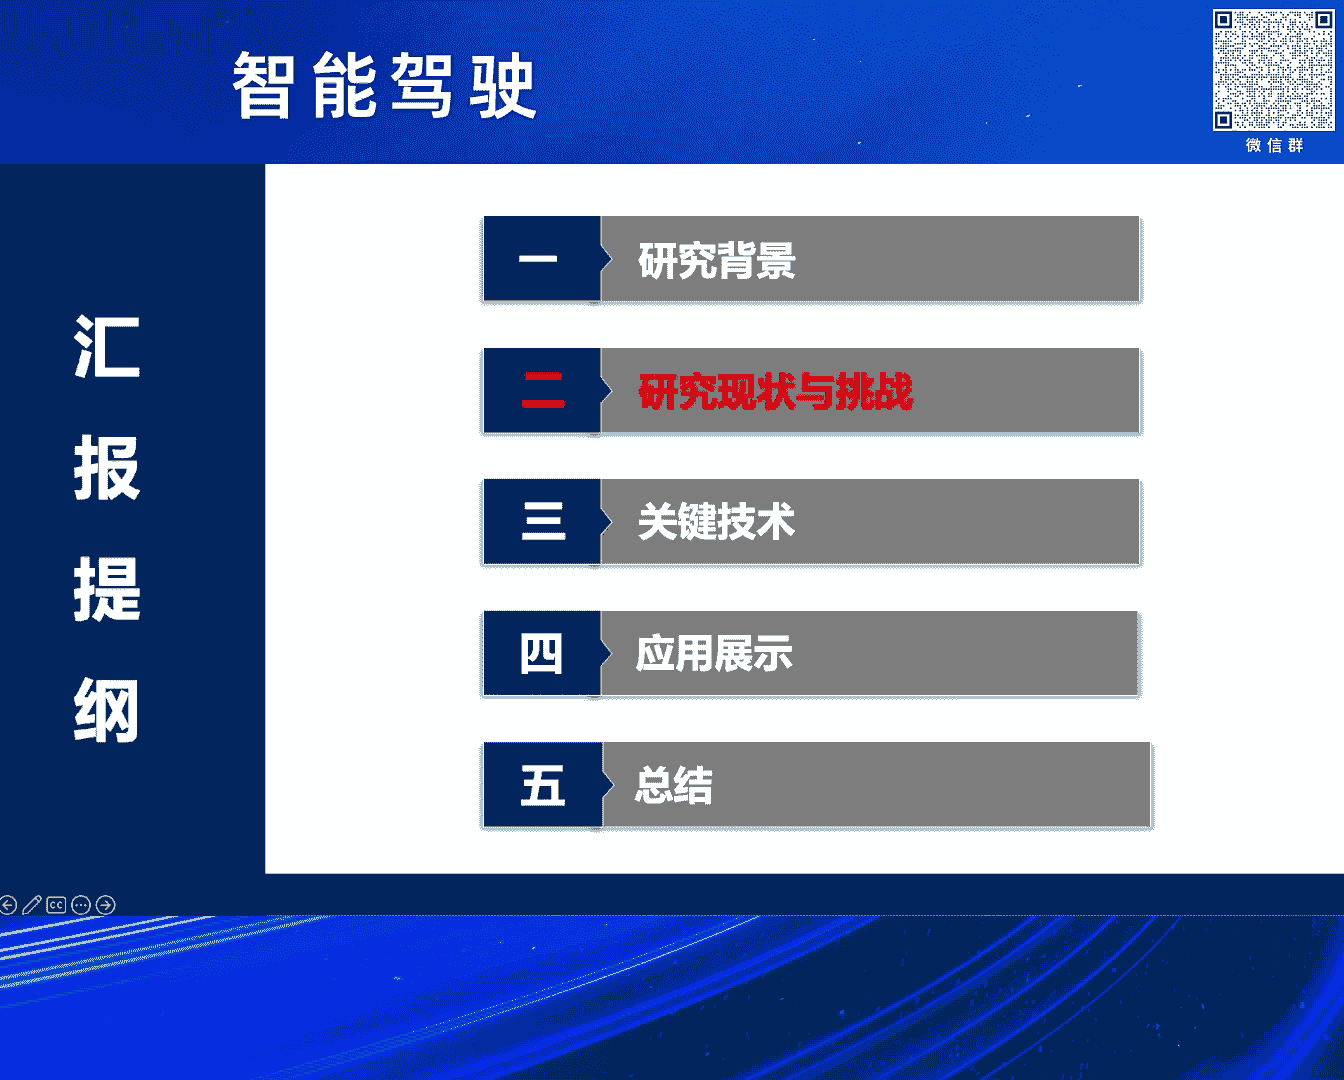 智能驾驶
微信群
汇报提纲
一 研究背景
二 研究现状与挑战
三 关键技术
四 应用展示
五 总结
CC